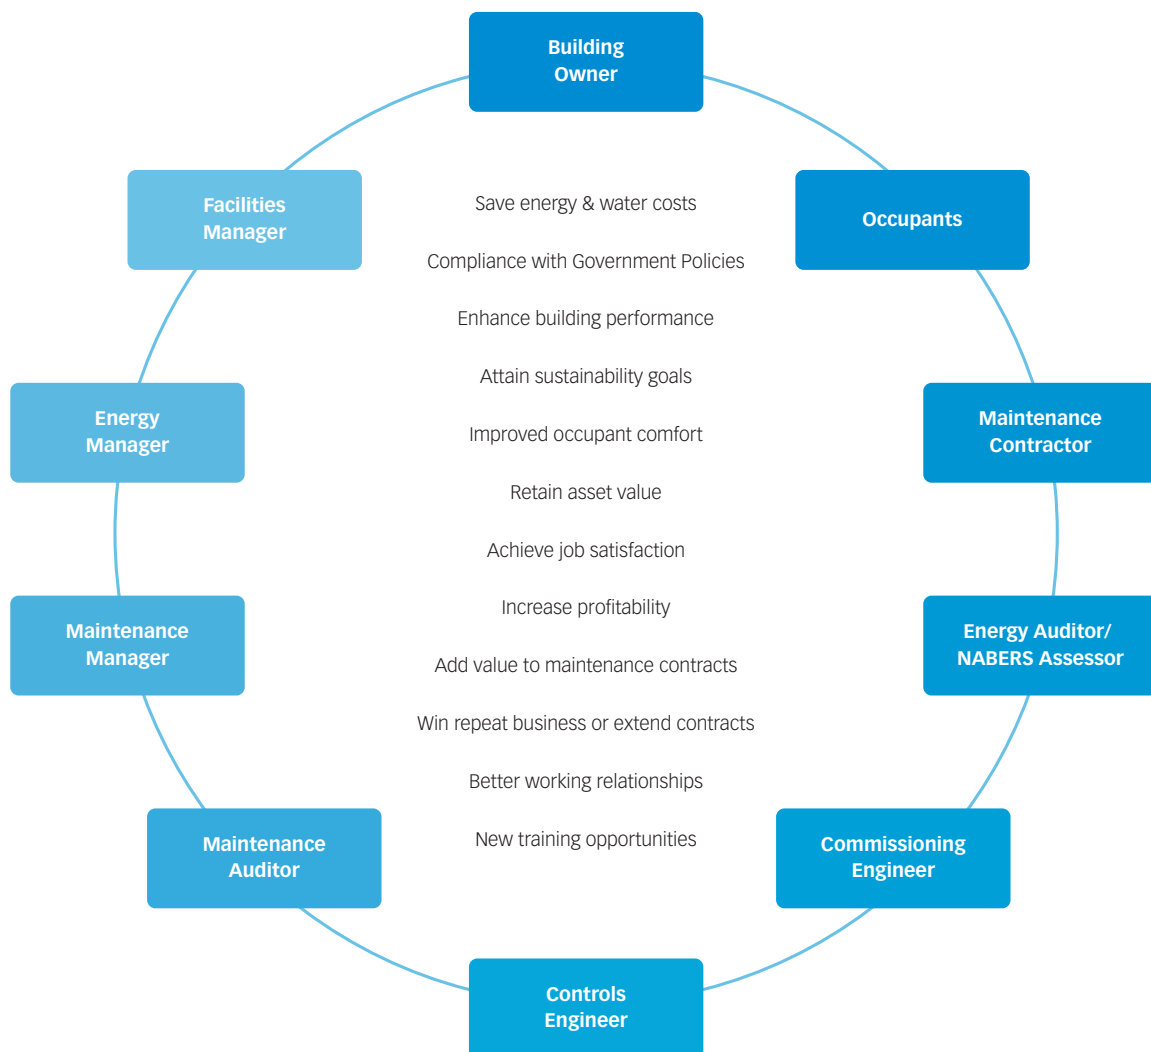 Building
Owner
Occupants
Maintenance
Contractor
Energy Auditor/
NABERS Assessor
Commissioning
Engineer
Controls
Engineer
Maintenance
Auditor
Maintenance
Manager
Energy
Manager
Facilities
Manager
Save energy & water costs
Compliance with Government Policies
Enhance building performance
Attain sustainability goals
Improved occupant comfort
Retain asset value
Achieve job satisfaction
Increase profitability
Add value to maintenance contracts
Win repeat business or extend contracts
Better working relationships
New training opportunities